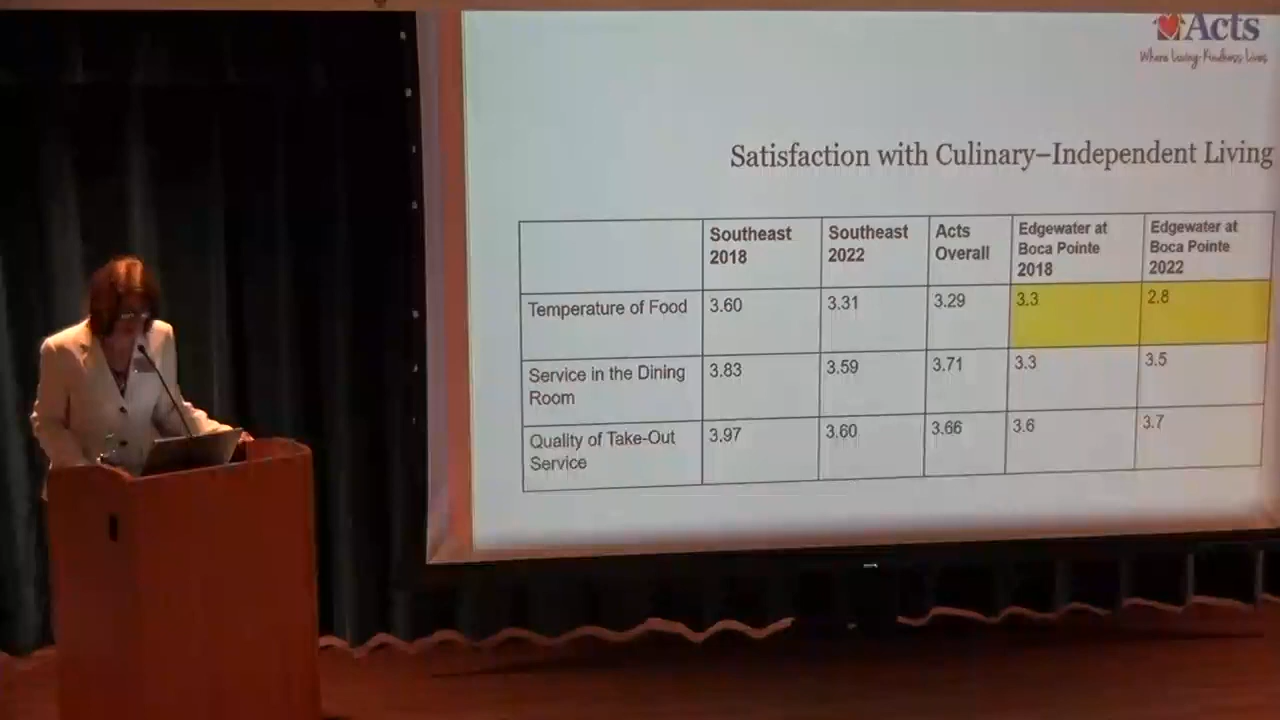 Acts
Where Loving-Kindness Lives
Satisfaction with Culinary–Independent Living
Southeast 2018
Southeast 2022
Acts Overall
Edgewater at Boca Pointe 2018
Edgewater at Boca Pointe 2022
Temperature of Food 3.60 3.31 3.29 3.3 2.8
Service in the Dining Room 3.83 3.59 3.71 3.3 3.5
Quality of Take-Out Service 3.97 3.60 3.66 3.6 3.7